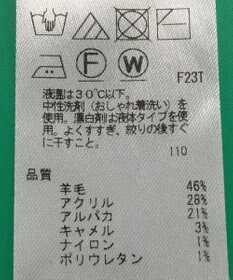 F
W
F23T
液温は30℃以下。
中性洗剤（おしゃれ着洗い）を
使用。漂白剤は液体タイプを使
用。よくすすぎ、絞りの後すぐ
に干すこと。
110
品質
羊毛 46%
アクリル 28%
アルパカ 21%
キャメル 3%
ナイロン 1%
ポリウレタン 1%